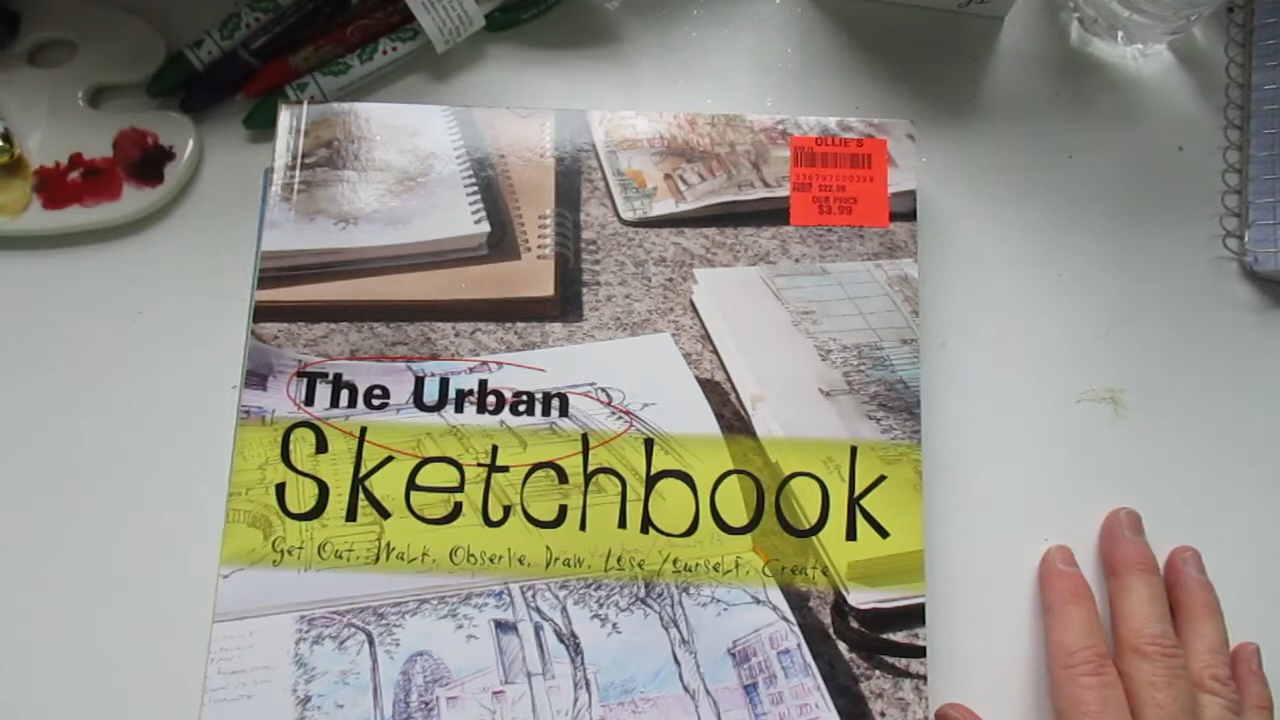 OLLIE'S
$22.99
OUR PRICE
$3.99
The Urban
Sketchbook
Get Out, Walk, Observe, Draw, Lose Yourself, Create